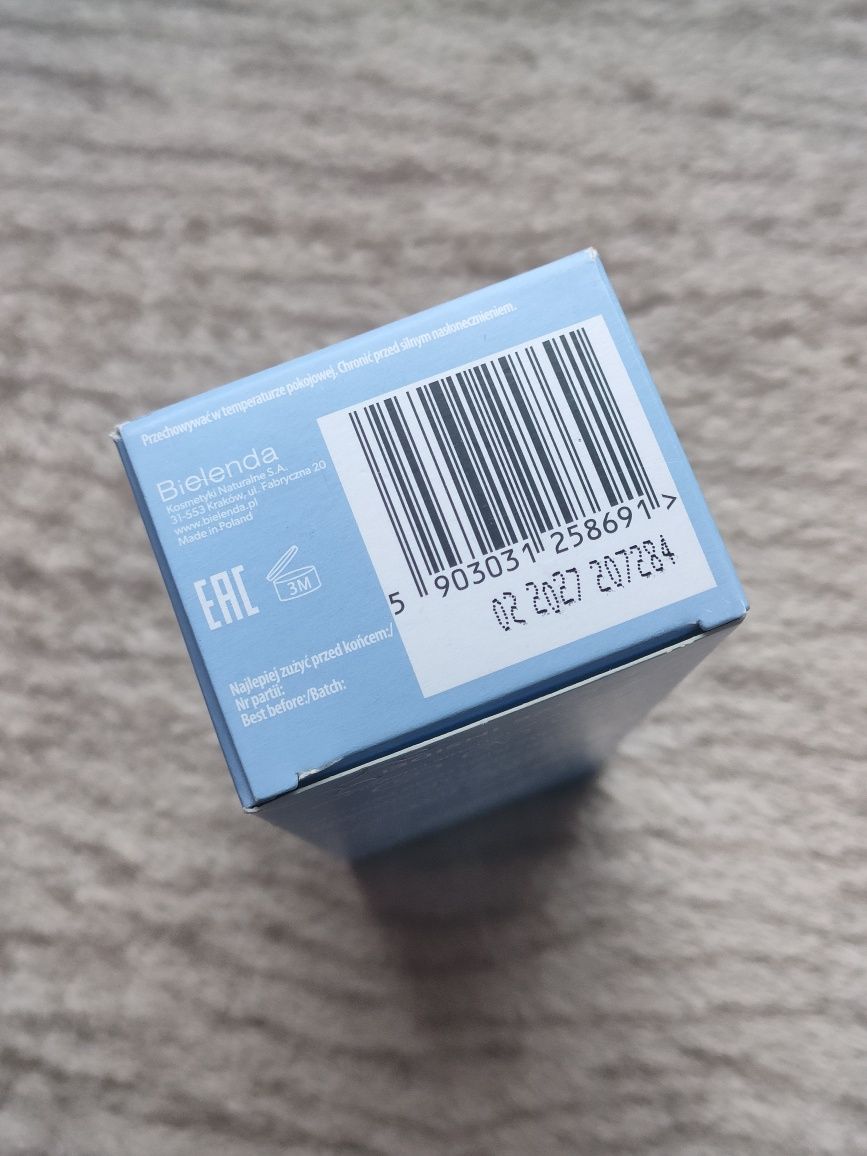 Przechowywać w temperaturze pokojowej. Chronić przed silnym nasłonecznieniem.
Bielenda
Kosmetyki Naturalne S.A.
31-553 Kraków, ul. Fabryczna 20
www.bielenda.pl
Made in Poland
EAC
3M
Najlepiej zużyć przed końcem:/
Nr partii:
Best before:/Batch:
5 903031 258691 >
02 2027 207284